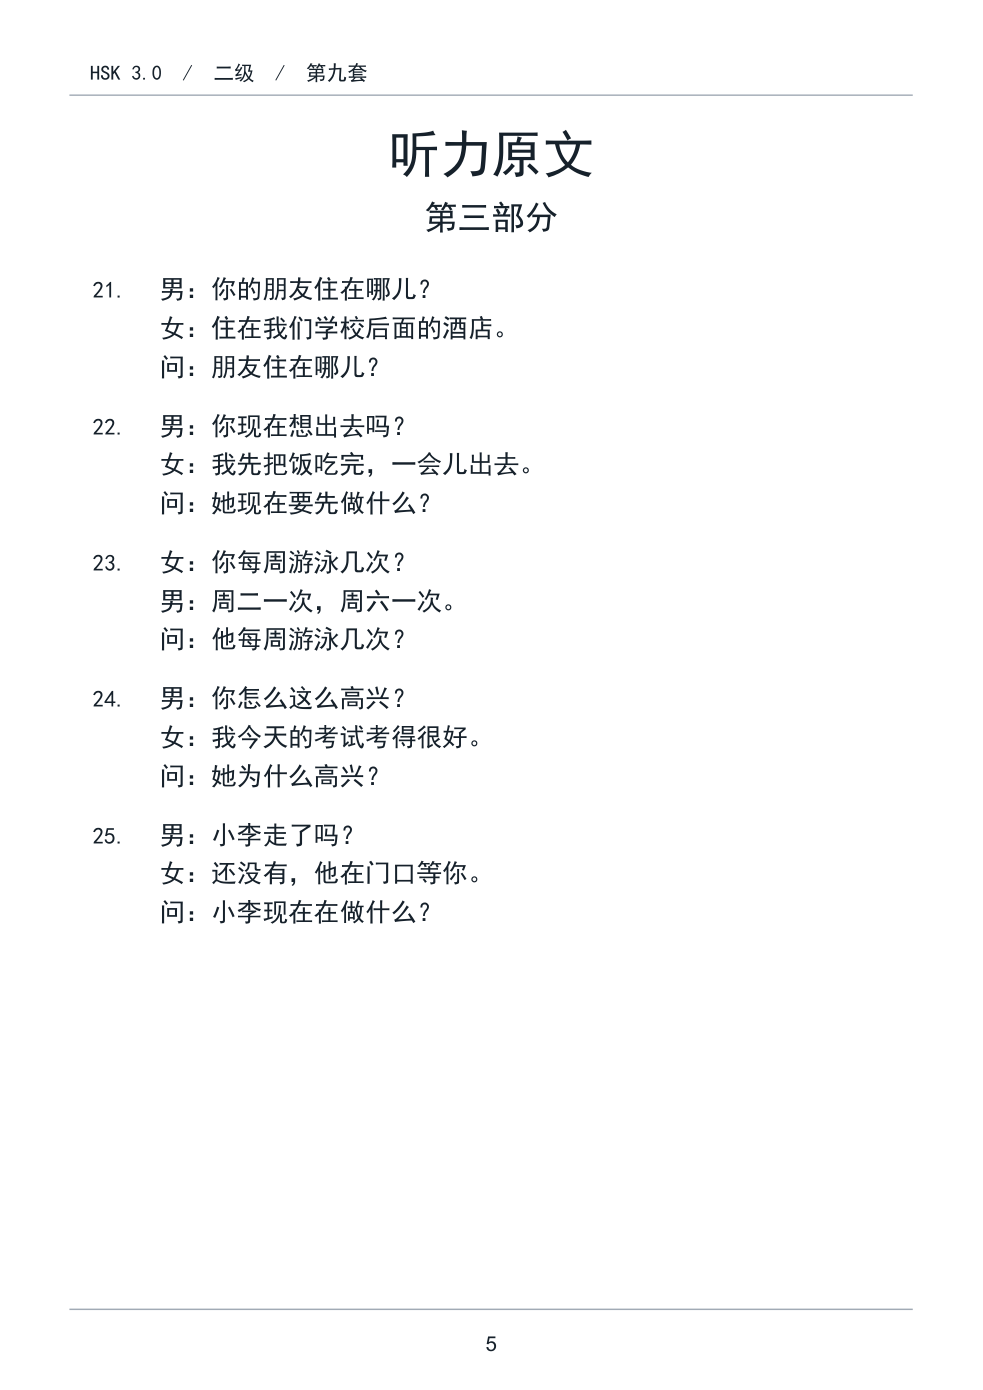 HSK 3.0 / 二级 / 第九套
听力原文
第三部分
21. 男：你的朋友住在哪儿？
女：住在我们学校后面的酒店。
问：朋友住在哪儿？
22. 男：你现在想出去吗？
女：我先把饭吃完，一会儿出去。
问：她现在要先做什么？
23. 女：你每周游泳几次？
男：周二一次，周六一次。
问：他每周游泳几次？
24. 男：你怎么这么高兴？
女：我今天的考试考得很好。
问：她为什么高兴？
25. 男：小李走了吗？
女：还没有，他在门口等你。
问：小李现在在做什么？
5